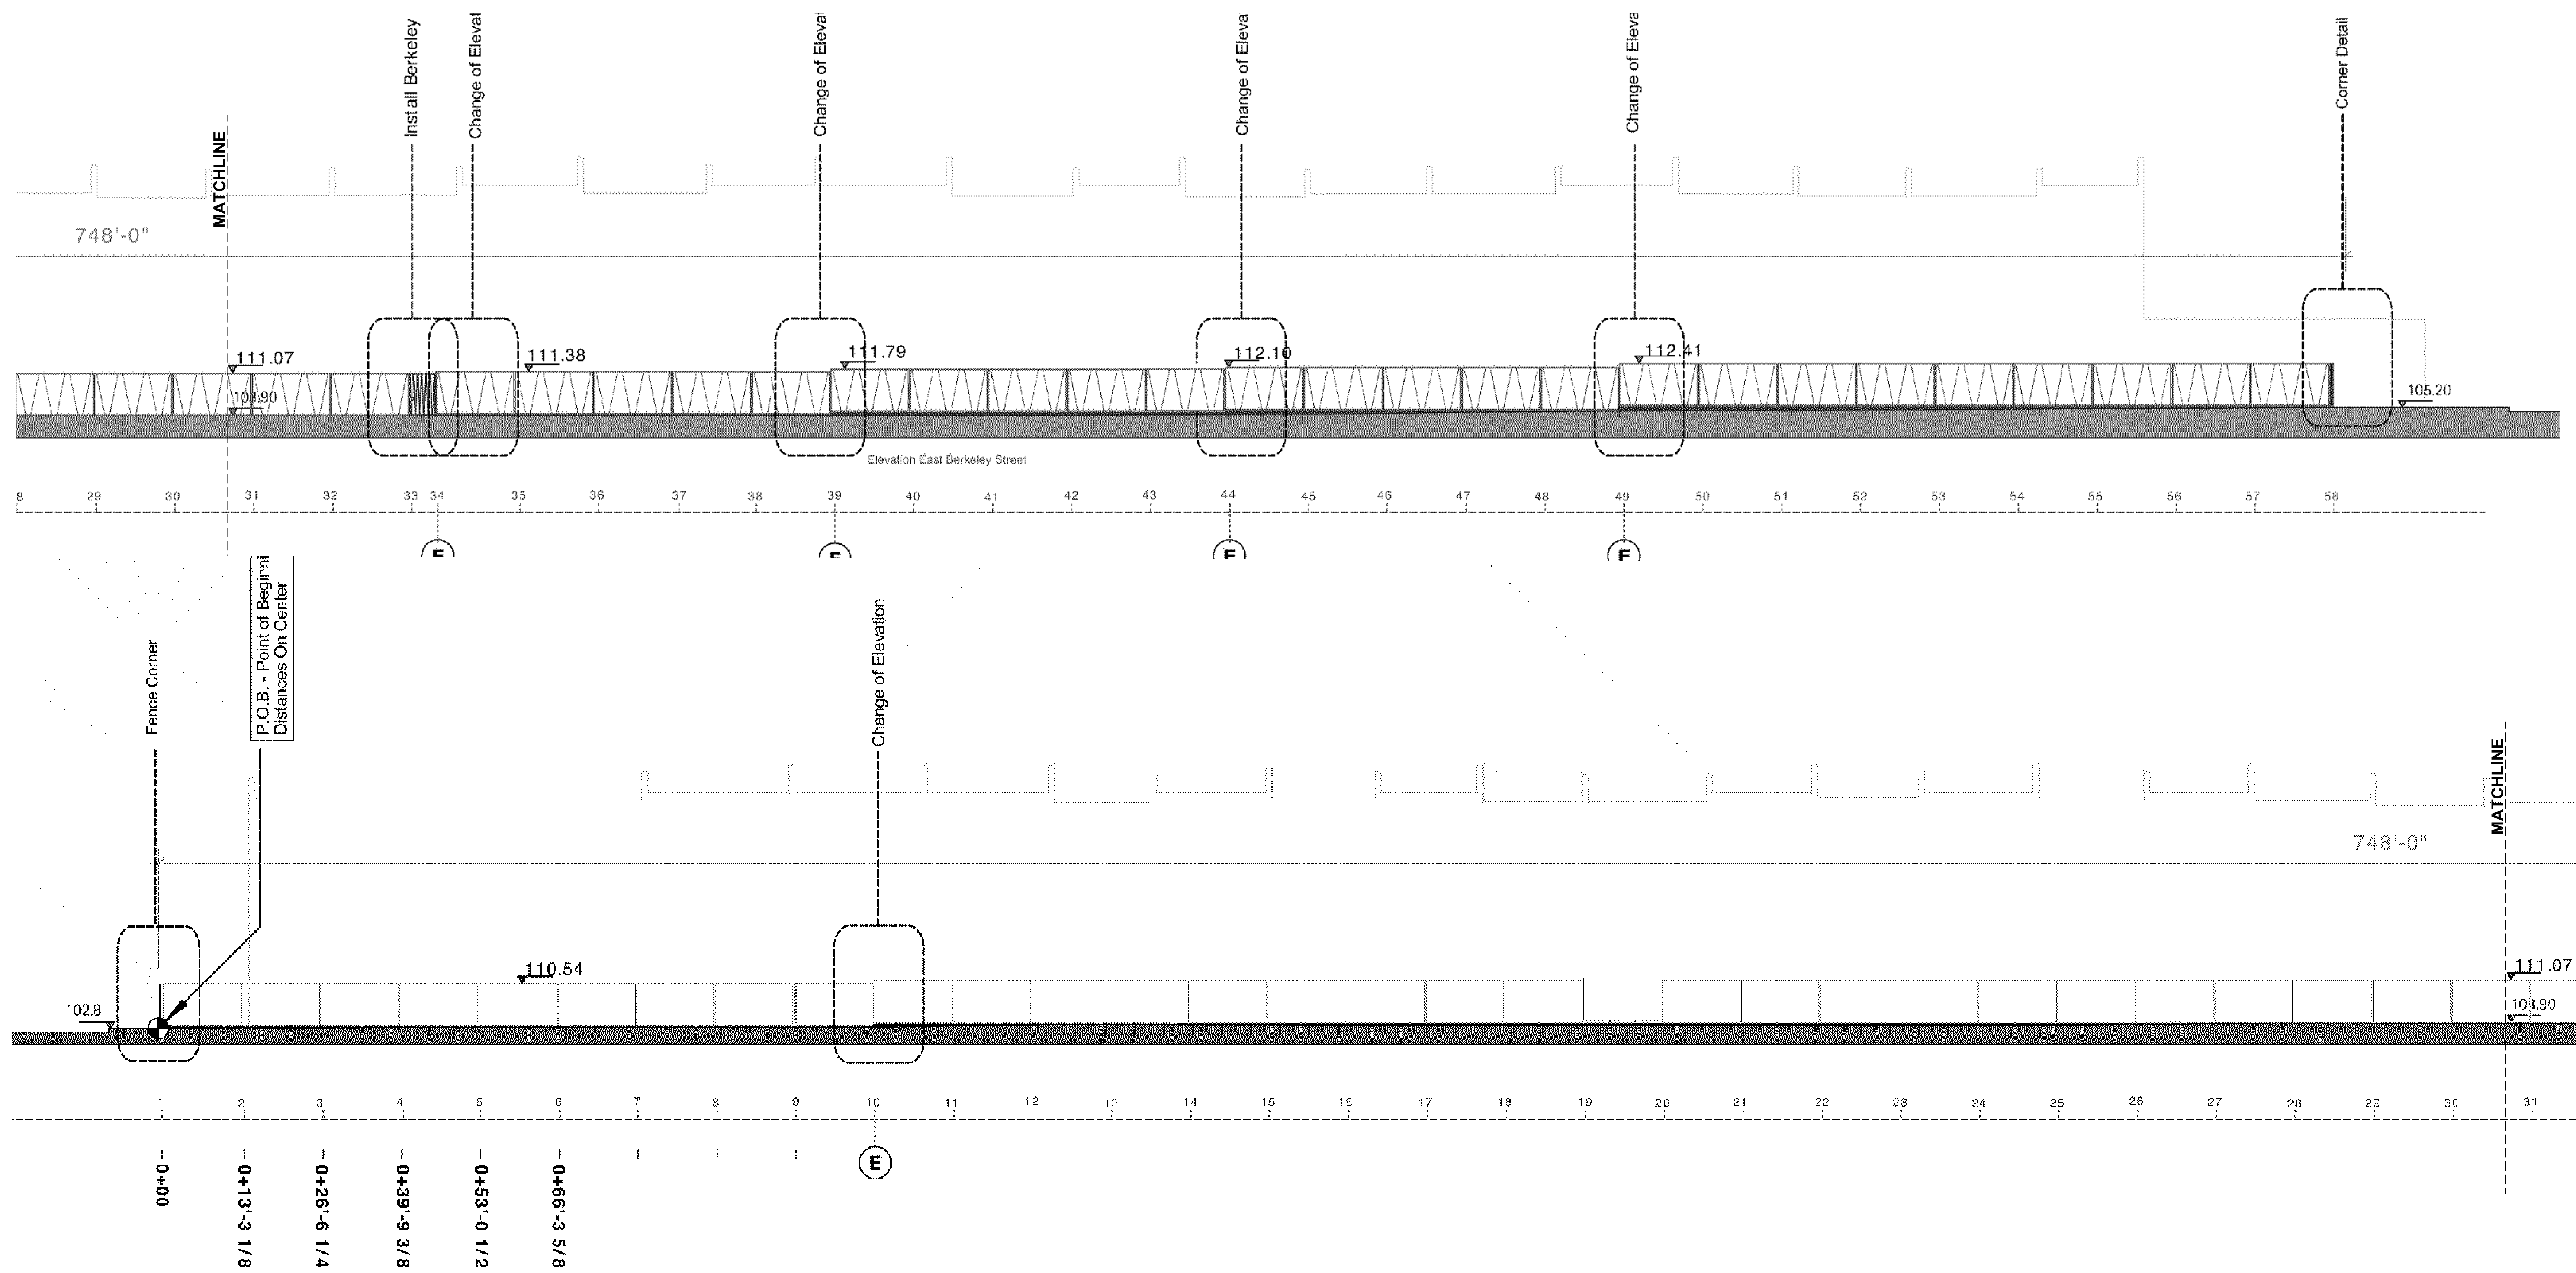 Install Berkeley
Change of Elevat
Change of Eleval
Change of Eleva
Change of Eleva
Corner Detail
MATCHLINE
748'-0"
111.07
111.38
111.79
112.10
112.41
103.90
105.20
Elevation East Berkeley Street
8 29 30 31 32 33 34 35 36 37 38 39 40 41 42 43 44 45 46 47 48 49 50 51 52 53 54 55 56 57 58
E E E
P.O.B. - Point of Beginni
Distances On Center
Fence Corner
Change of Elevation
MATCHLINE
748'-0"
110.54
111.07
102.8
103.90
1 2 3 4 5 6 7 8 9 10 11 12 13 14 15 16 17 18 19 20 21 22 23 24 25 26 27 28 29 30 31
E
0+00
0+13'-3 1/8
0+26'-6 1/4
0+39'-9 3/8
0+53'-0 1/2
0+66'-3 5/8